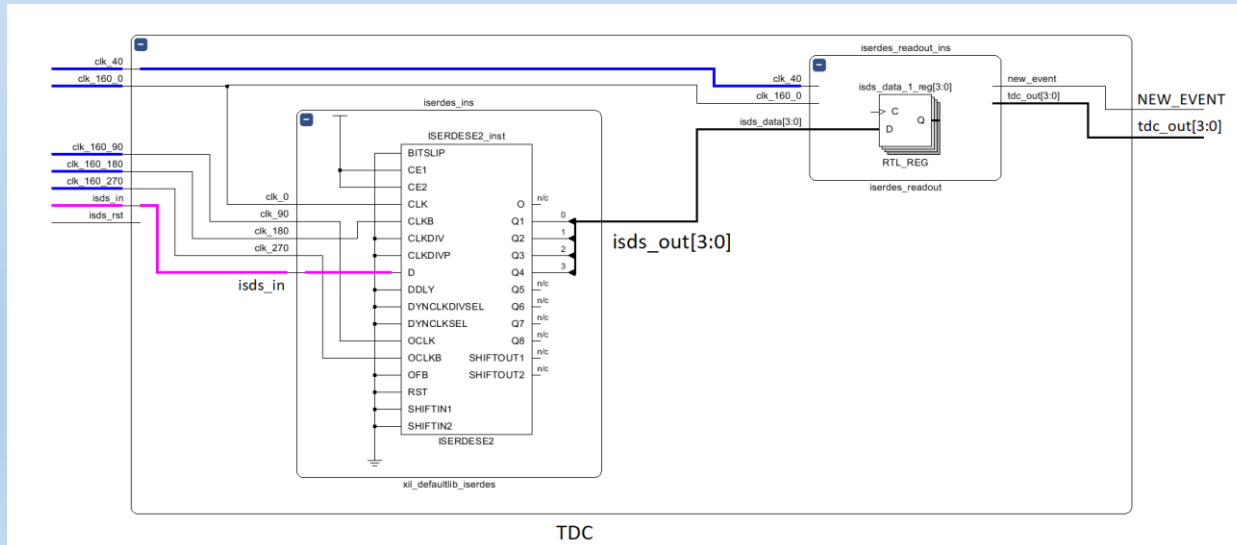 clk_40
clk_160_0
clk_160_90
clk_160_180
clk_160_270
isds_in
isds_rst
isds_in
iserdes_ins
clk_0
clk_90
clk_180
clk_270
ISERDESE2_inst
BITSLIP
CE1
CE2
CLK
CLKB
CLKDIV
CLKDIVP
D
DDLY
DYNCLKDIVSEL
DYNCLKSEL
OCLK
OCLKB
OFB
RST
SHIFTIN1
SHIFTIN2
O n/c
Q1 0
Q2 1
Q3 2
Q4 3
Q5 n/c
Q6 n/c
Q7 n/c
Q8 n/c
SHIFTOUT1 n/c
SHIFTOUT2 n/c
ISERDESE2
xil_defaultlib_iserdes
isds_out[3:0]
iserdes_readout_ins
clk_40
clk_160_0
isds_data[3:0]
isds_data_1_reg[3:0]
C
D
Q
RTL_REG
iserdes_readout
new_event
tdc_out[3:0]
NEW_EVENT
tdc_out[3:0]
TDC